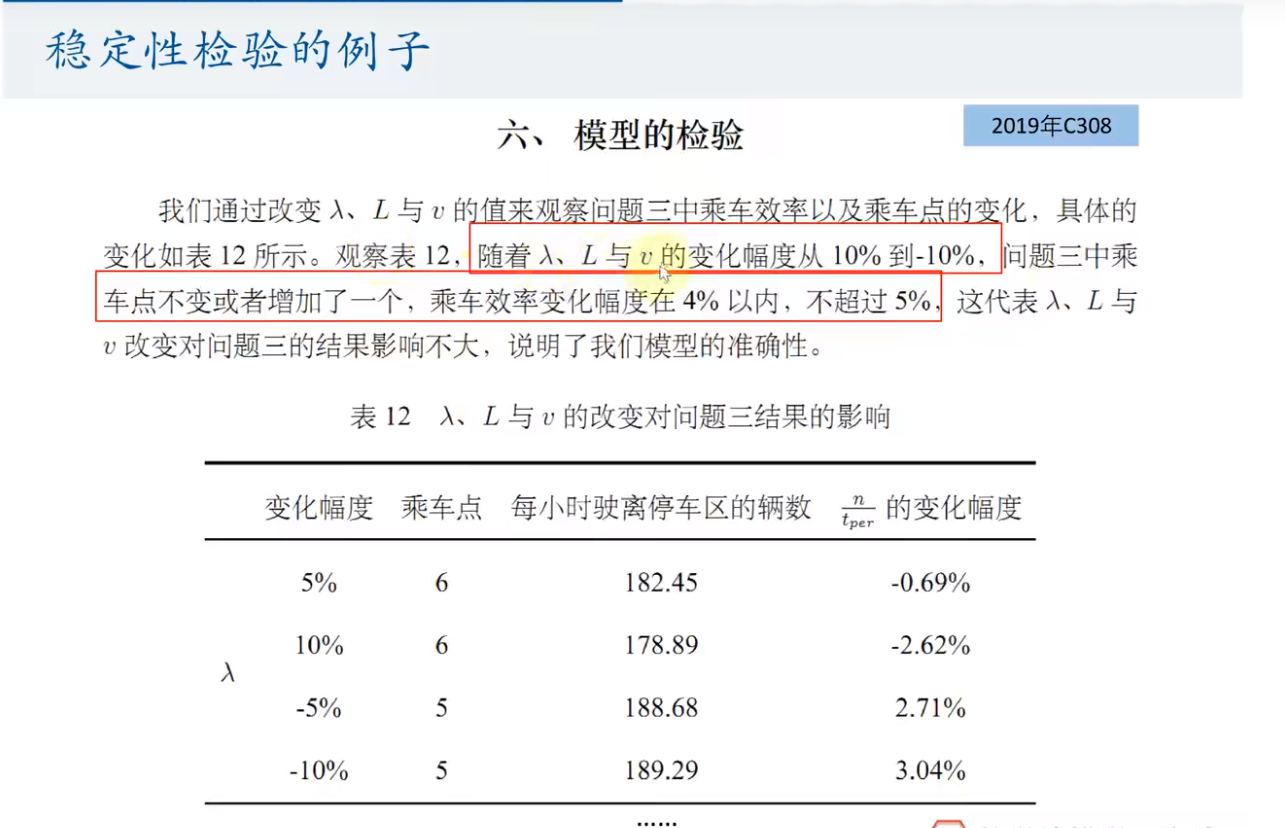 稳定性检验的例子
六、 模型的检验
2019年C308
我们通过改变 λ、L 与 v 的值来观察问题三中乘车效率以及乘车点的变化，具体的
变化如表 12 所示。观察表 12，随着 λ、L 与 v 的变化幅度从 10% 到-10%，问题三中乘
车点不变或者增加了一个，乘车效率变化幅度在 4% 以内，不超过 5%，这代表 λ、L 与
v 改变对问题三的结果影响不大，说明了我们模型的准确性。
表 12 λ、L 与 v 的改变对问题三结果的影响
变化幅度 乘车点 每小时驶离停车区的辆数 n/t_per 的变化幅度
5% 6 182.45 -0.69%
10% 6 178.89 -2.62%
λ
-5% 5 188.68 2.71%
-10% 5 189.29 3.04%
……